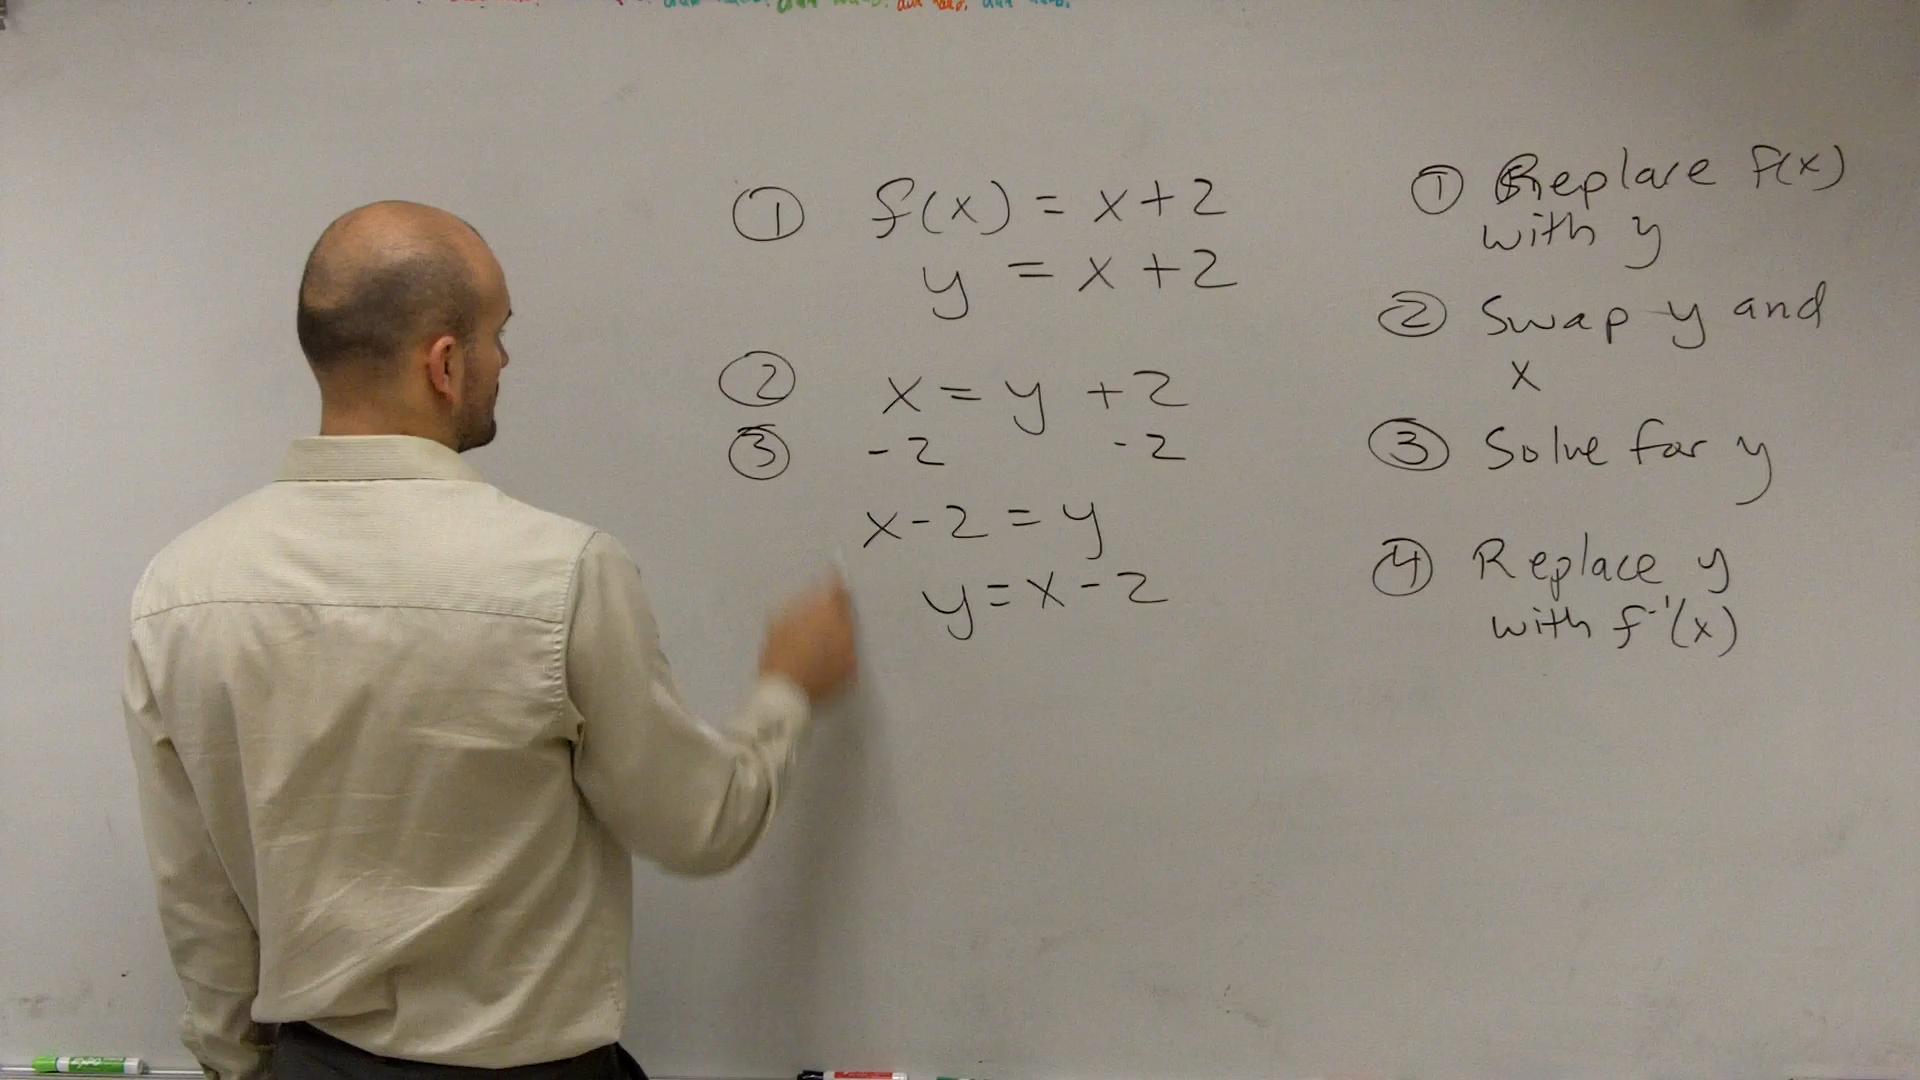 ① f(x) = x+2
y = x+2
② x = y + 2
③ -2 -2
x-2 = y
y = x-2
① Replace f(x)
with y
② Swap y and
x
③ Solve for y
④ Replace y
with f⁻¹(x)